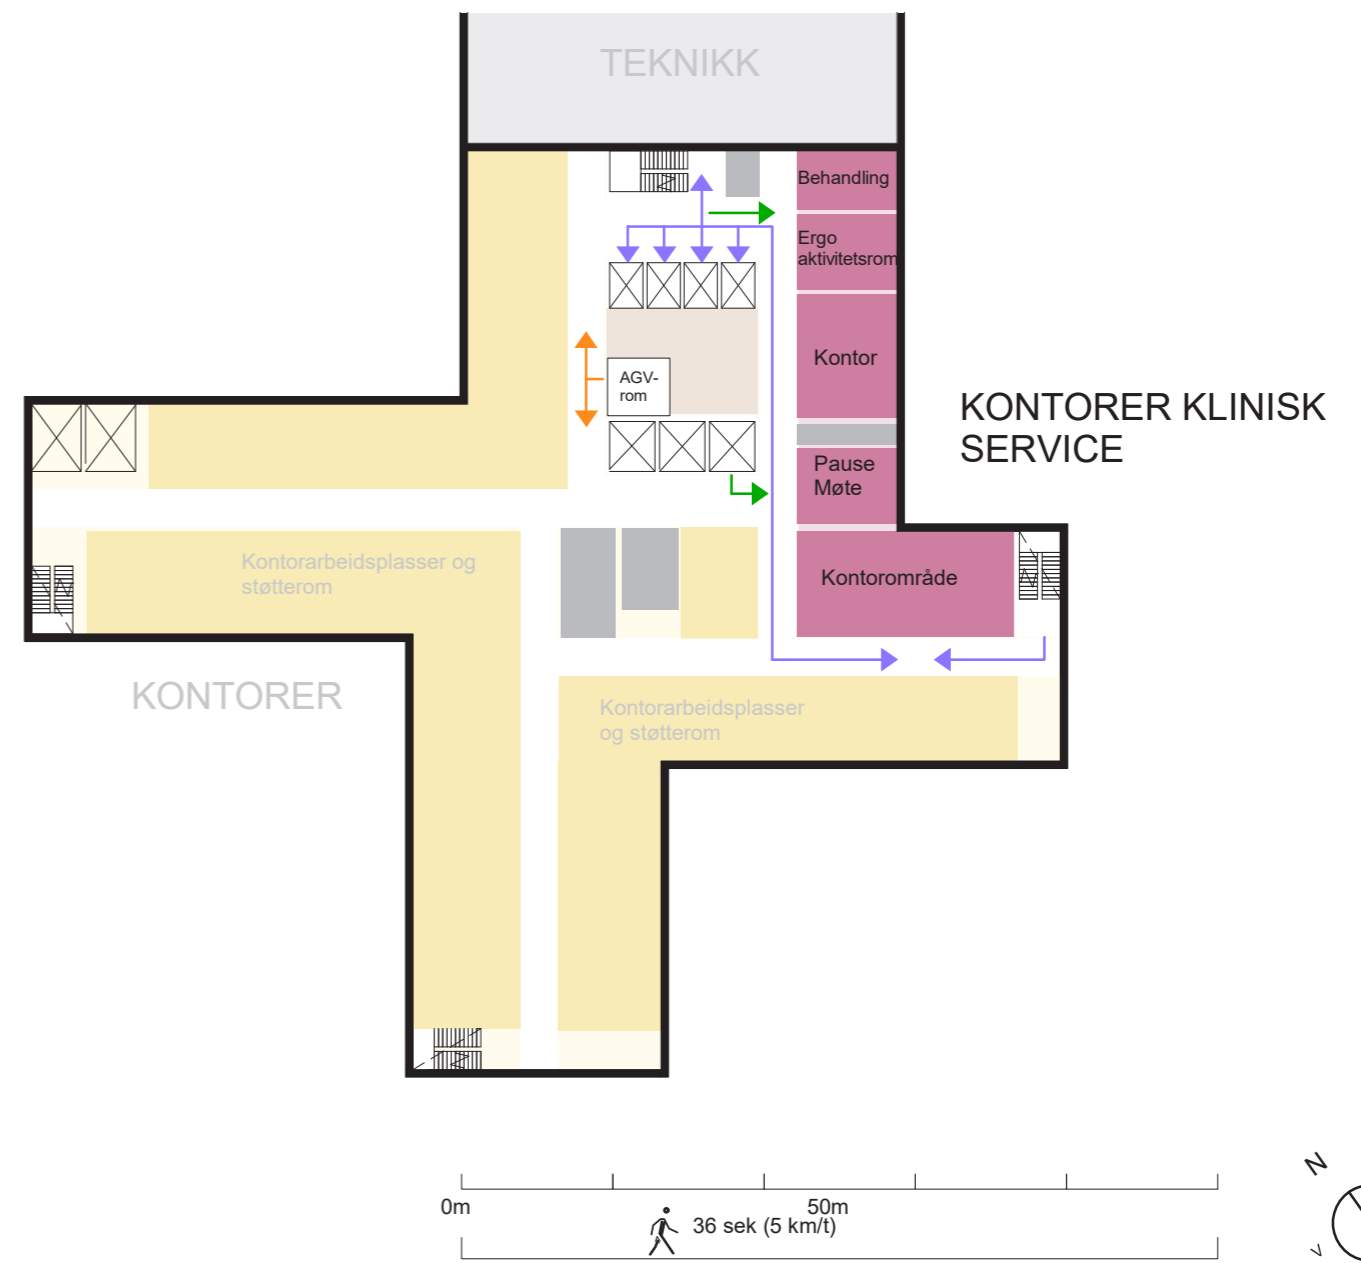 TEKNIKK
Behandling
Ergo
aktivitetsrom
Kontor
AGV-
rom
KONTORER KLINISK
SERVICE
Pause
Møte
Kontorarbeidsplasser og
støtterom
Kontorområde
KONTORER
Kontorarbeidsplasser
og støtterom
N
0m
50m
36 sek (5 km/t)
V